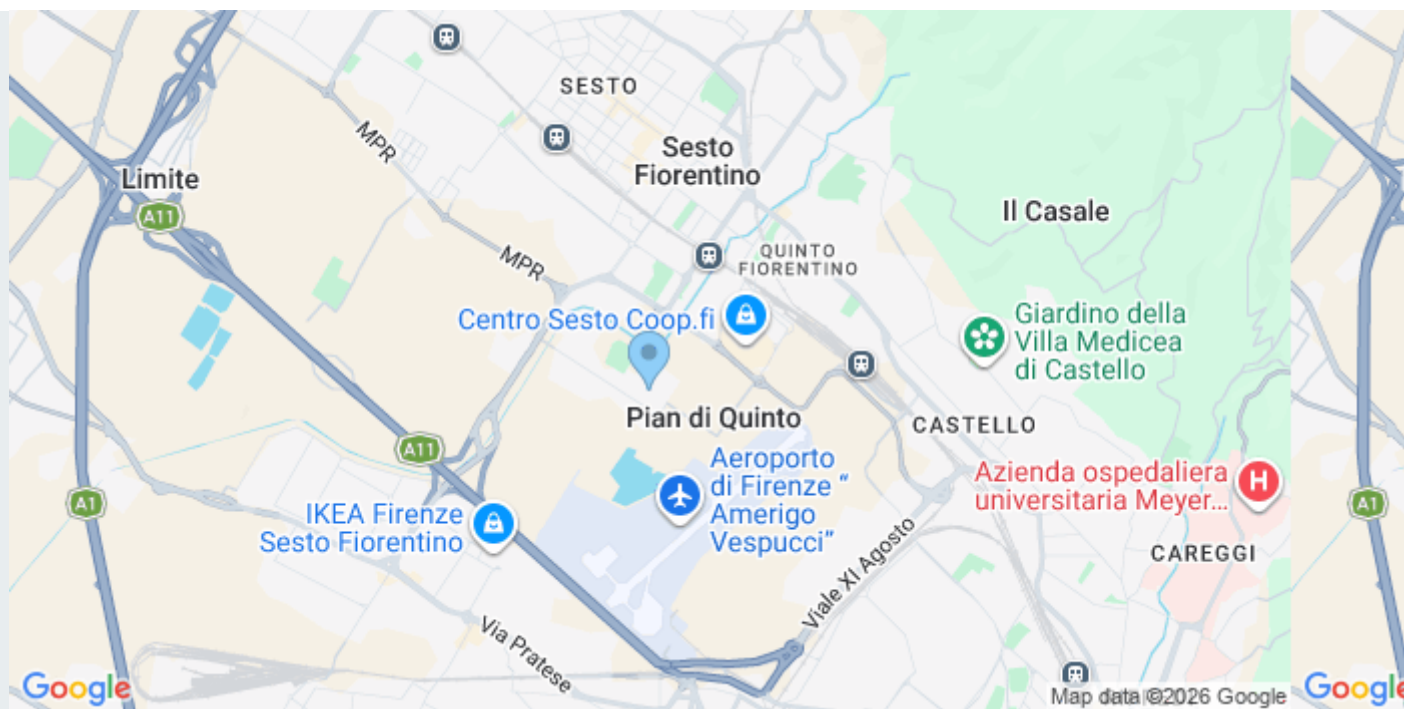 SESTO
MPR
Sesto
Fiorentino
Limite
A11
Il Casale
QUINTO
FIORENTINO
MPR
Centro Sesto Coop.fi
Giardino della
Villa Medicea
di Castello
Pian di Quinto
CASTELLO
A11
Aeroporto
di Firenze “
Amerigo
Vespucci”
Azienda ospedaliera
universitaria Meyer...
H
A1
A1
IKEA Firenze
Sesto Fiorentino
Viale XI Agosto
CAREGGI
Via Pratese
Google
Map data ©2026 Google
Google